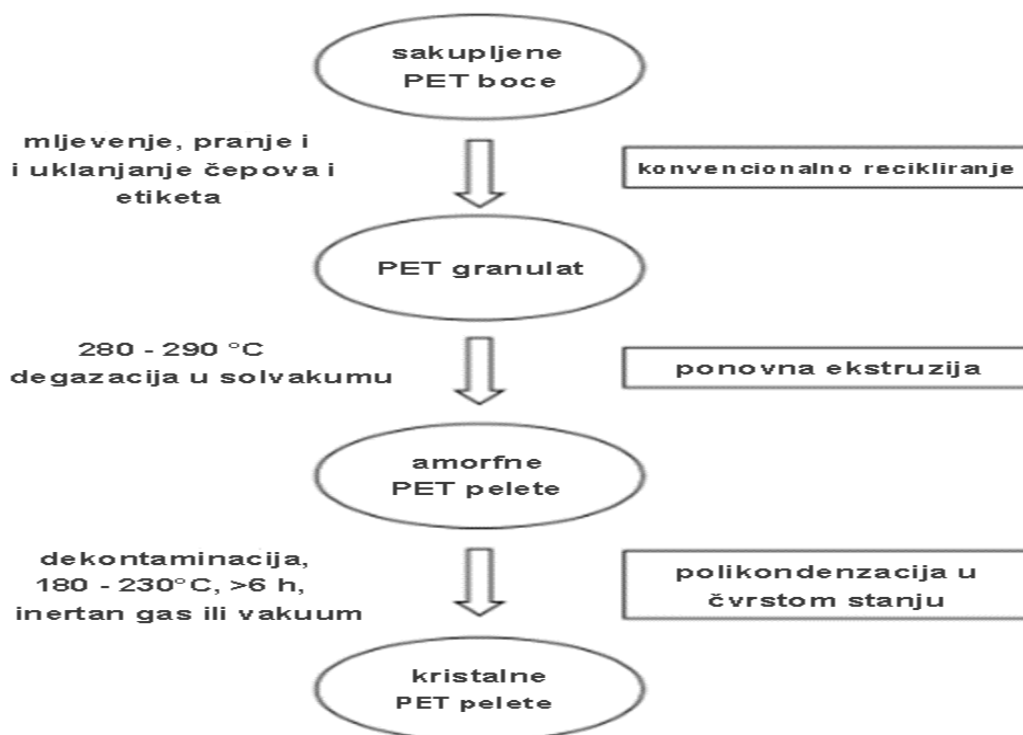 sakupljene
PET boce
mljevenje, pranje i
i uklanjanje čepova i
etiketa
konvencionalno recikliranje
PET granulat
280 - 290 °C
degazacija u solvakumu
ponovna ekstruzija
amorfne
PET pelete
dekontaminacija,
180 - 230°C, >6 h,
inertan gas ili vakuum
polikondenzacija u
čvrstom stanju
kristalne
PET pelete